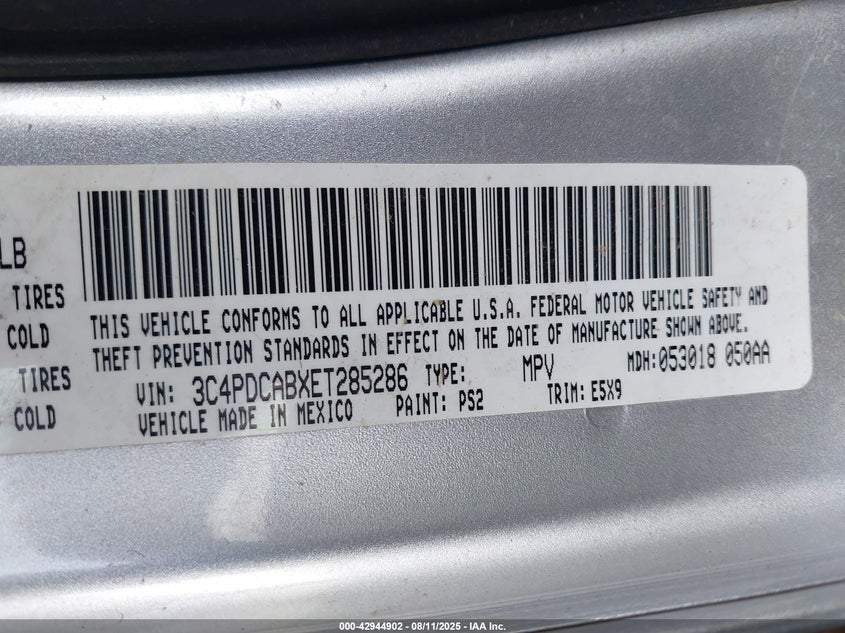 LB
TIRES
COLD
TIRES
COLD
THIS VEHICLE CONFORMS TO ALL APPLICABLE U.S.A. FEDERAL MOTOR VEHICLE SAFETY AND
THEFT PREVENTION STANDARDS IN EFFECT ON THE DATE OF MANUFACTURE SHOWN ABOVE.
VIN: 3C4PDCABXET285286 TYPE: MPV MDH:053018 050AA
VEHICLE MADE IN MEXICO PAINT: PS2 TRIM: E5X9
000-42944902 - 08/11/2025 - IAA Inc.